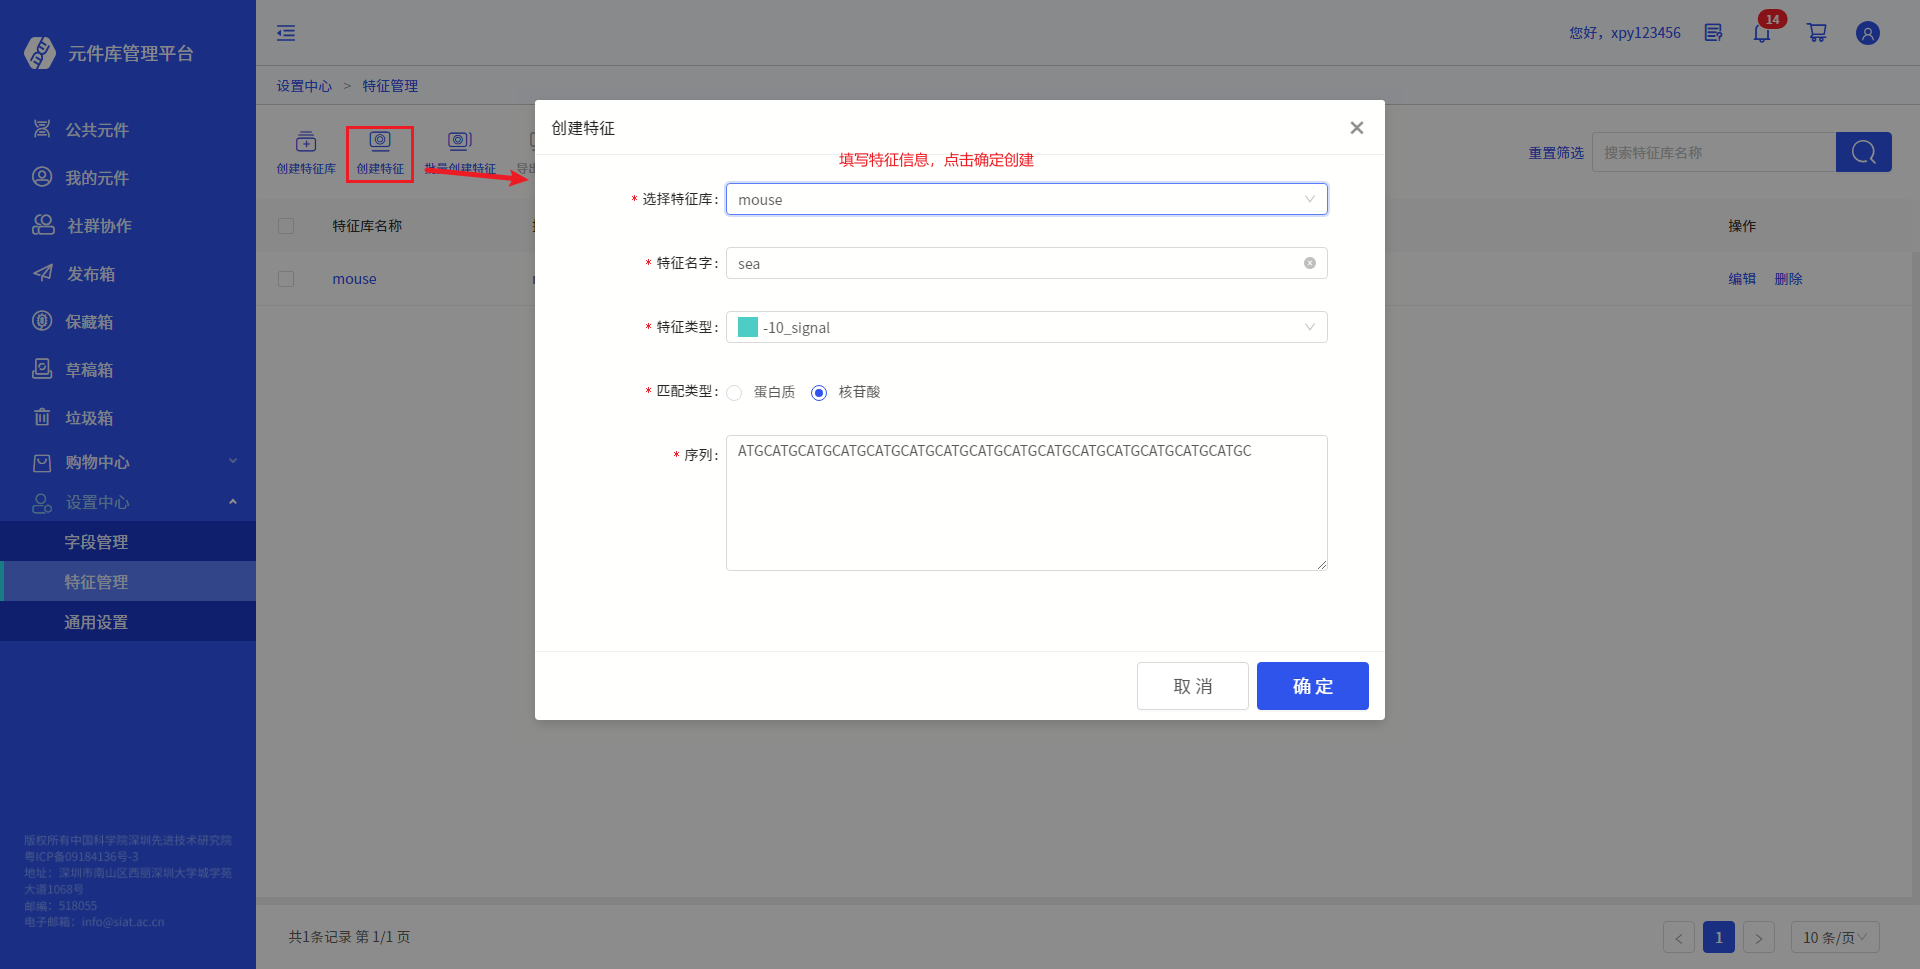 元件库管理平台
公共元件
我的元件
社群协作
发布箱
保藏箱
草稿箱
垃圾箱
购物中心
设置中心
字段管理
特征管理
通用设置
版权所有中国科学院深圳先进技术研究院
粤ICP备09184136号-3
地址：深圳市南山区西丽深圳大学城学苑
大道1068号
邮编：518055
电子邮箱：info@siat.ac.cn
您好，xpy123456
14
设置中心 > 特征管理
创建特征库
创建特征
批量创建特征
导出
重置筛选
搜索特征库名称
特征库名称
操作
mouse
编辑 删除
创建特征
填写特征信息，点击确定创建
* 选择特征库：
mouse
* 特征名字：
sea
* 特征类型：
-10_signal
* 匹配类型：
蛋白质
核苷酸
* 序列：
ATGCATGCATGCATGCATGCATGCATGCATGCATGCATGCATGCATGCATGCATGCATGC
取 消
确 定
共1条记录 第 1/1 页
< 1 >
10 条/页